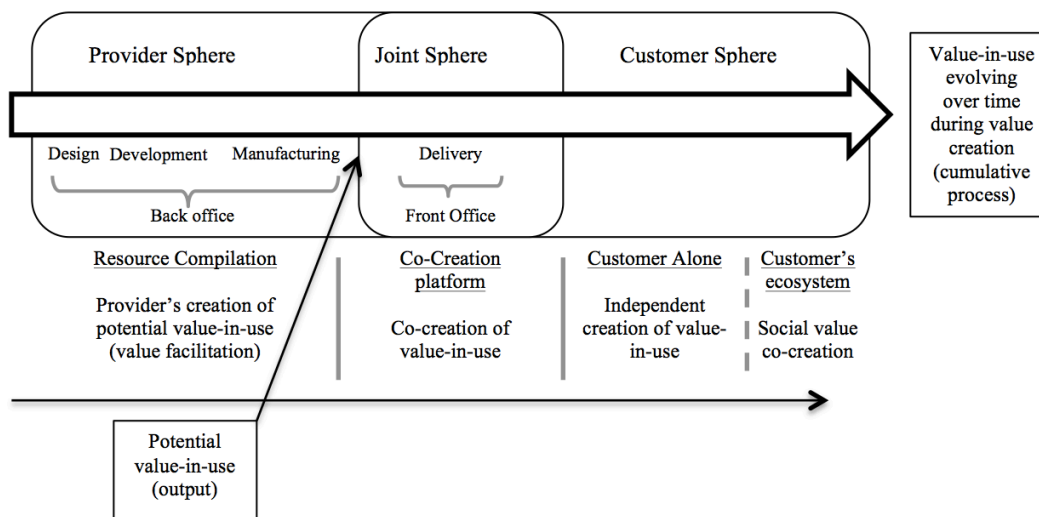 Provider Sphere
Joint Sphere
Customer Sphere
Value-in-use
evolving
over time
during value
creation
(cumulative
process)
Design
Development
Manufacturing
Delivery
Back office
Front Office
Resource Compilation
Provider's creation of
potential value-in-use
(value facilitation)
Co-Creation
platform
Co-creation of
value-in-use
Customer Alone
Independent
creation of value-
in-use
Customer's
ecosystem
Social value
co-creation
Potential
value-in-use
(output)